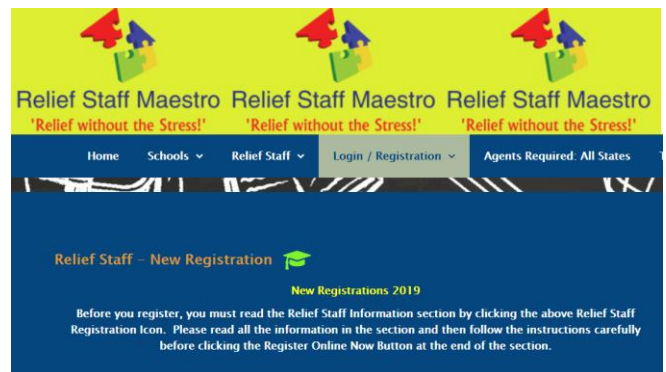 Relief Staff Maestro Relief Staff Maestro Relief Staff Maestro
'Relief without the Stress!' 'Relief without the Stress!' 'Relief without the Stress!'
Home Schools Relief Staff Login / Registration Agents Required: All States
Relief Staff – New Registration
New Registrations 2019
Before you register, you must read the Relief Staff Information section by clicking the above Relief Staff
Registration Icon. Please read all the information in the section and then follow the instructions carefully
before clicking the Register Online Now Button at the end of the section.